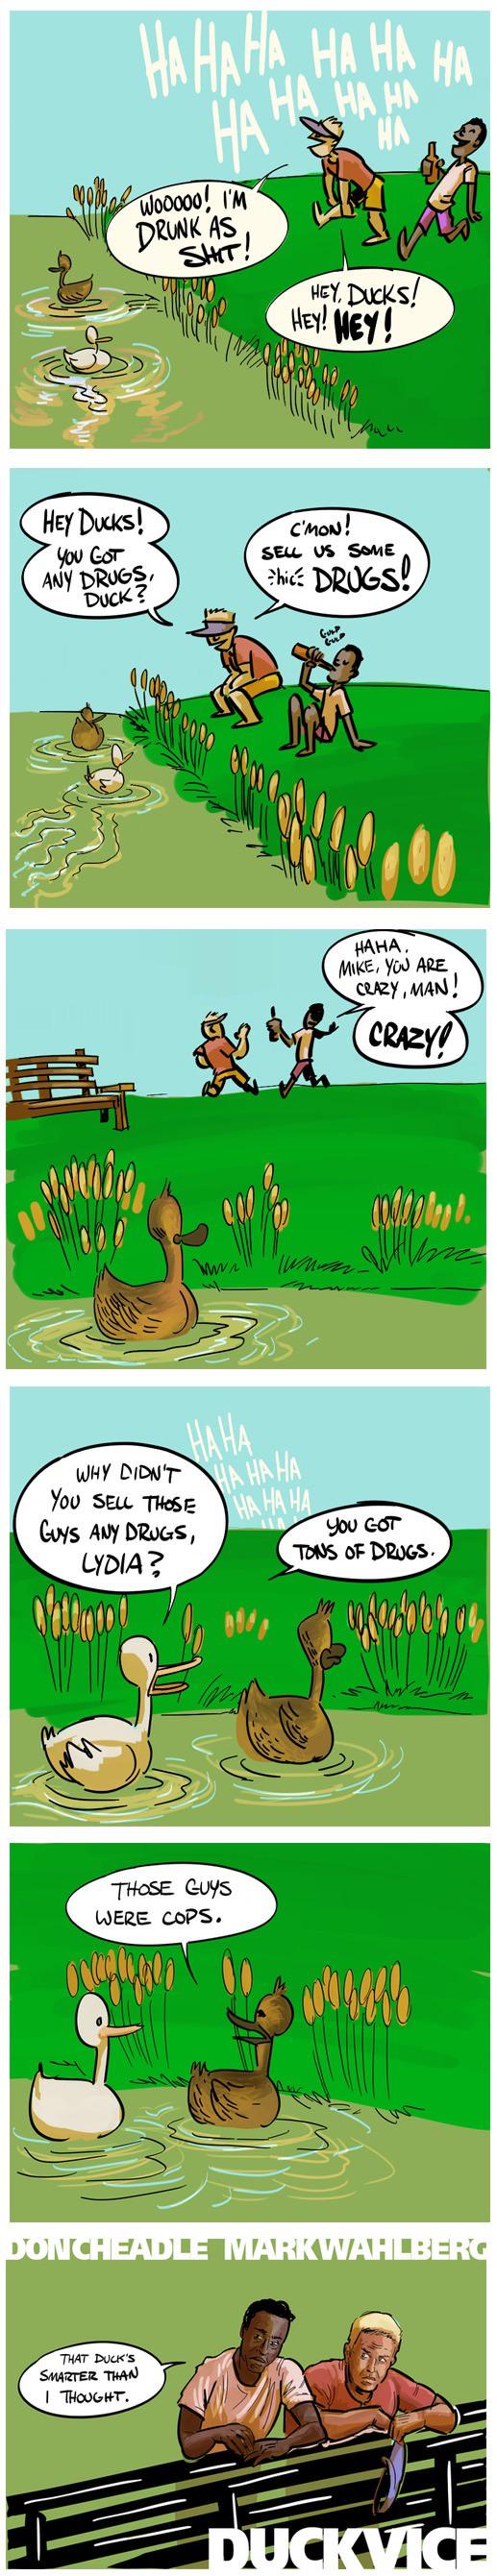 HA HA HA HA HA HA
HA HA HA HA
HA
WOOOOO! I'M
DRUNK AS
SHIT!
HEY, DUCKS!
HEY! HEY!
HEY DUCKS!
YOU GOT
ANY DRUGS,
DUCK?
C'MON!
SELL US SOME
hic DRUGS!
GULP
GULP
HAHA.
MIKE, YOU ARE
CRAZY, MAN!
CRAZY!
HA HA
HA HA HA
HA HA HA
WHY DIDN'T
YOU SELL THOSE
GUYS ANY DRUGS,
LYDIA?
YOU GOT
TONS OF DRUGS.
THOSE GUYS
WERE COPS.
DON CHEADLE MARK WAHLBERG
THAT DUCK'S
SMARTER THAN
I THOUGHT.
DUCK VICE